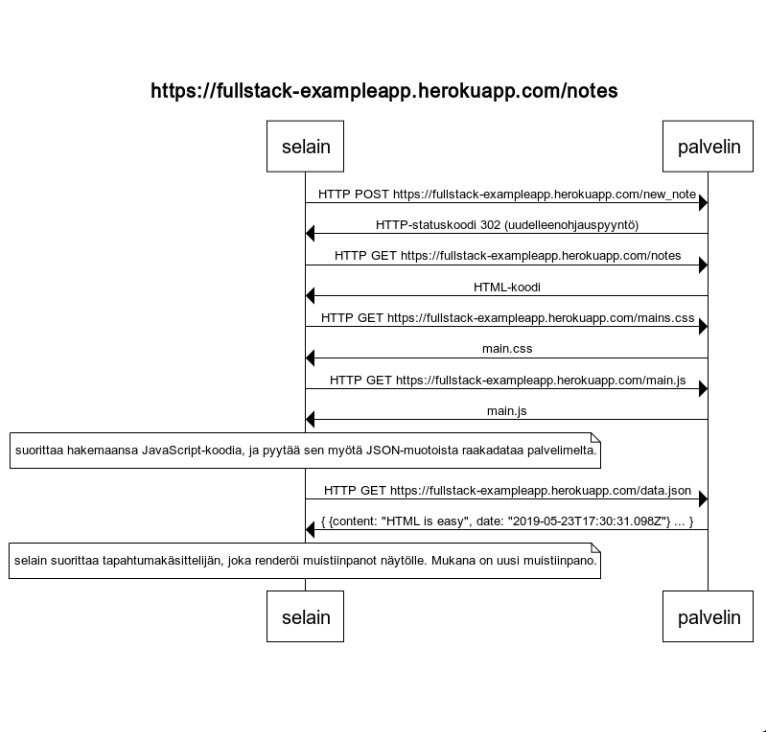 https://fullstack-exampleapp.herokuapp.com/notes
selain
palvelin
HTTP POST https://fullstack-exampleapp.herokuapp.com/new_note
HTTP-statuskoodi 302 (uudelleenohjauspyyntö)
HTTP GET https://fullstack-exampleapp.herokuapp.com/notes
HTML-koodi
HTTP GET https://fullstack-exampleapp.herokuapp.com/mains.css
main.css
HTTP GET https://fullstack-exampleapp.herokuapp.com/main.js
main.js
suorittaa hakemaansa JavaScript-koodia, ja pyytää sen myötä JSON-muotoista raakadataa palvelimelta.
HTTP GET https://fullstack-exampleapp.herokuapp.com/data.json
{ {content: "HTML is easy", date: "2019-05-23T17:30:31.098Z"} ... }
selain suorittaa tapahtumakäsittelijän, joka renderöi muistiinpanot näytölle. Mukana on uusi muistiinpano.
selain
palvelin